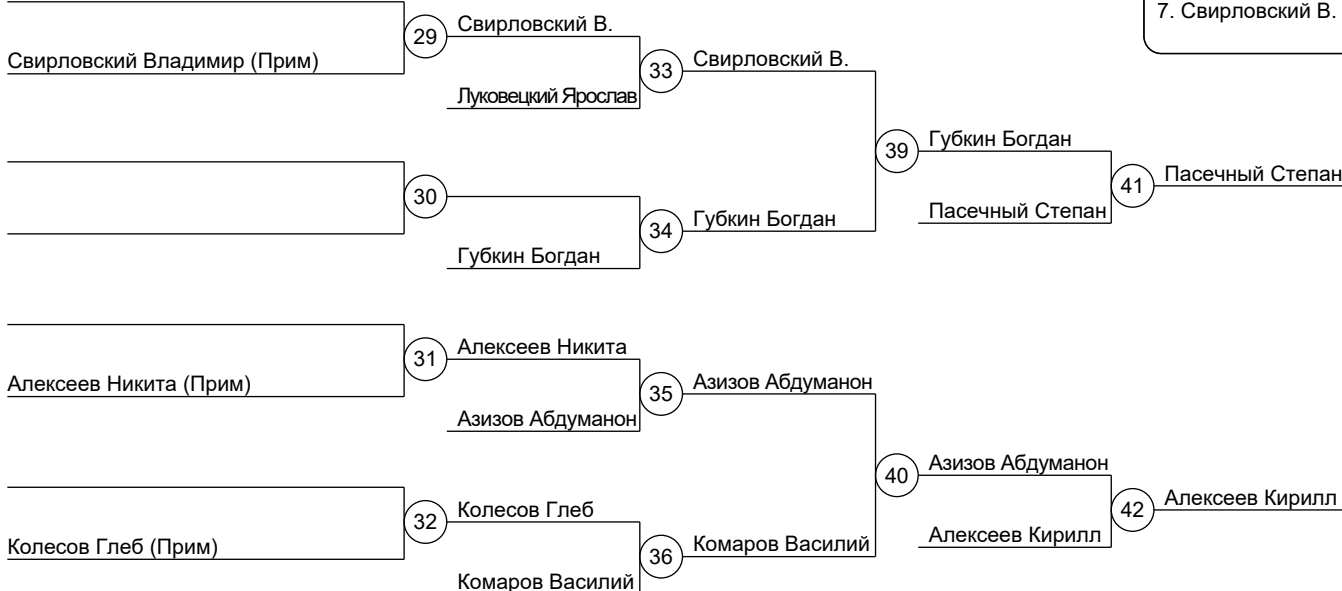 7. Свирловский В.
29
Свирловский В.
Свирловский Владимир (Прим)
33
Свирловский В.
Луковецкий Ярослав
39
Губкин Богдан
41
Пасечный Степан
30
Пасечный Степан
34
Губкин Богдан
Губкин Богдан
31
Алексеев Никита
Алексеев Никита (Прим)
35
Азизов Абдуманон
Азизов Абдуманон
40
Азизов Абдуманон
42
Алексеев Кирилл
32
Колесов Глеб
Алексеев Кирилл
Колесов Глеб (Прим)
36
Комаров Василий
Комаров Василий